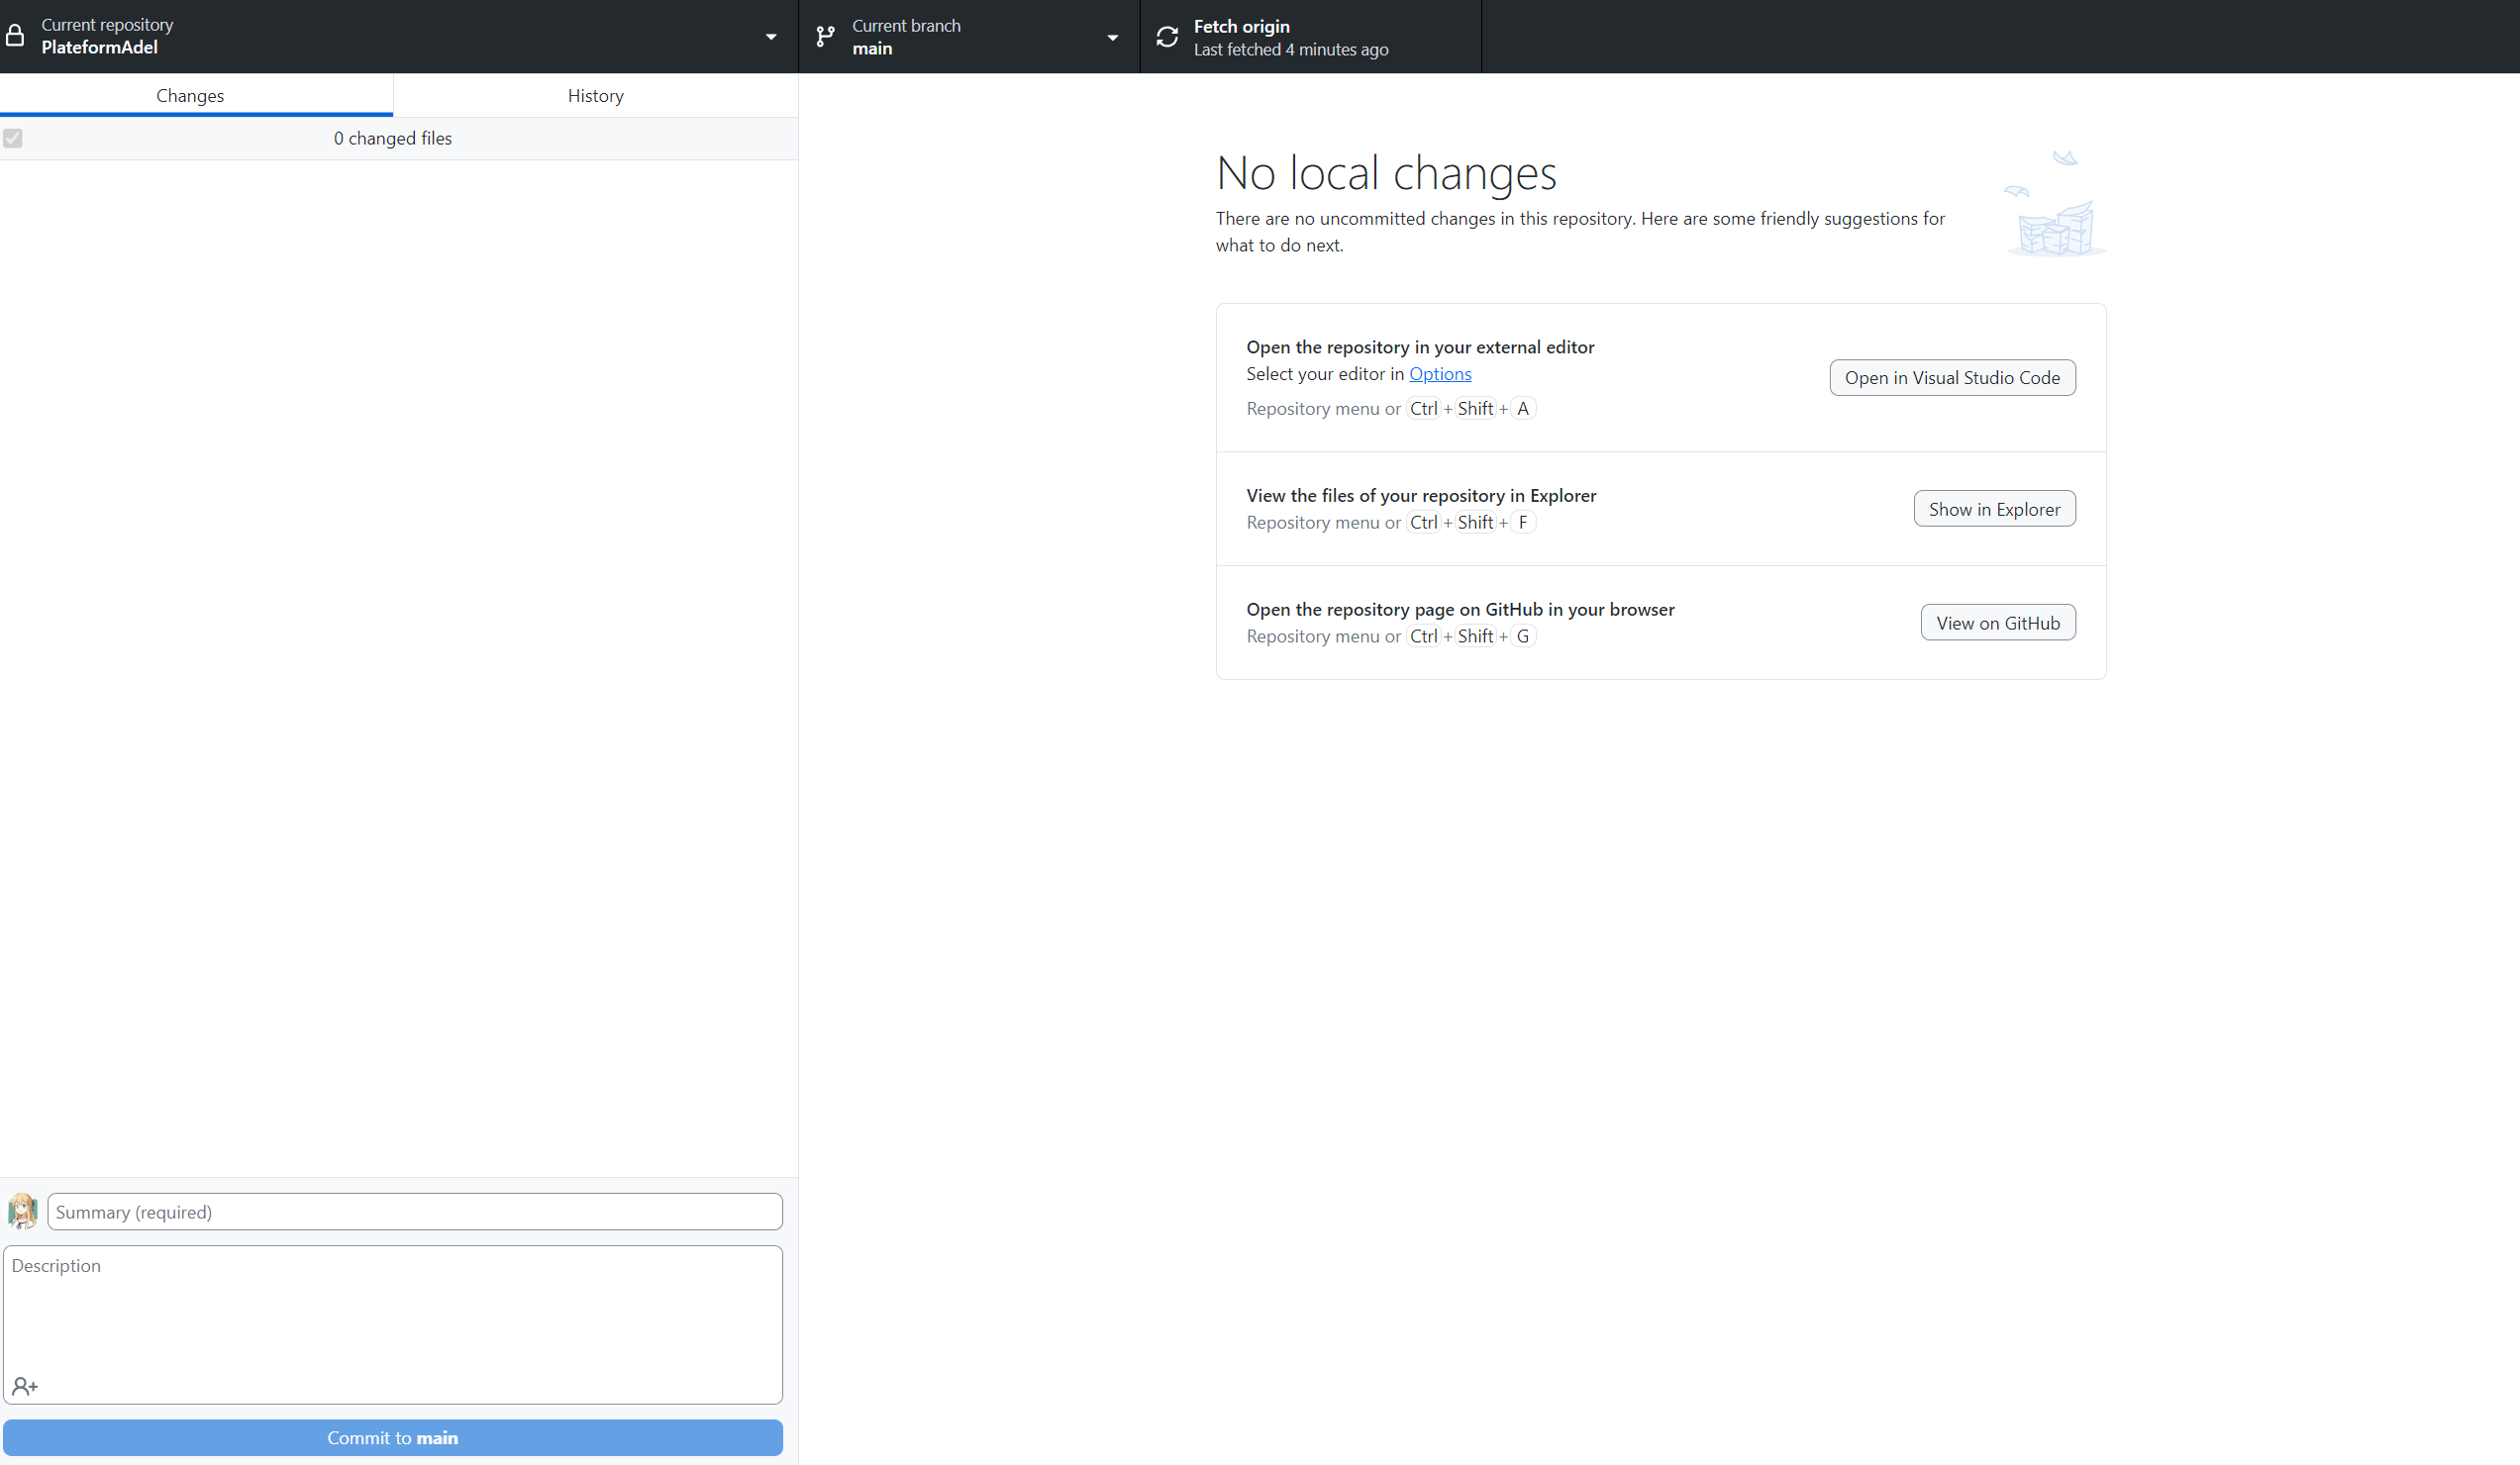 Current repository
PlateformAdel
Current branch
main
Fetch origin
Last fetched 4 minutes ago
Changes
History
0 changed files
No local changes
There are no uncommitted changes in this repository. Here are some friendly suggestions for
what to do next.
Open the repository in your external editor
Select your editor in Options
Repository menu or Ctrl + Shift + A
Open in Visual Studio Code
View the files of your repository in Explorer
Repository menu or Ctrl + Shift + F
Show in Explorer
Open the repository page on GitHub in your browser
Repository menu or Ctrl + Shift + G
View on GitHub
Summary (required)
Description
Commit to main